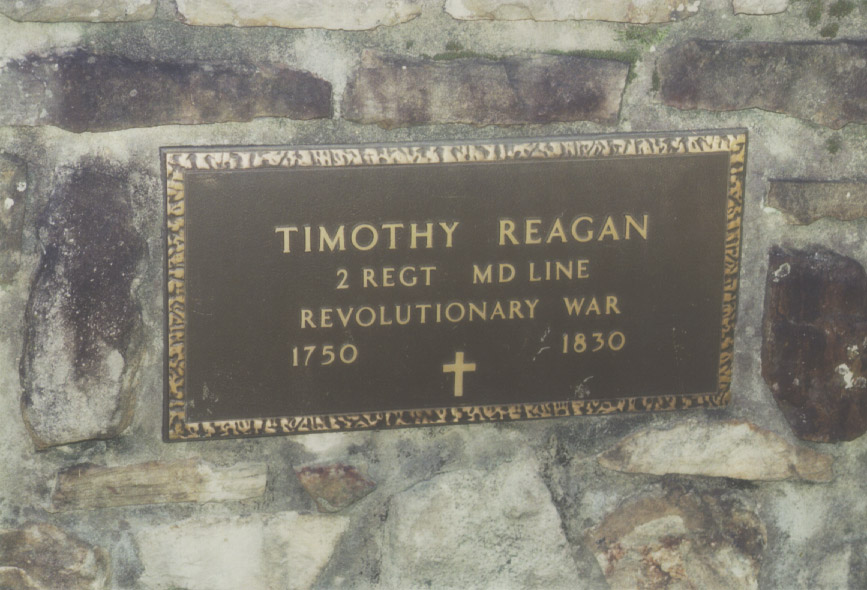 TIMOTHY REAGAN
2 REGT MD LINE
REVOLUTIONARY WAR
1750 1830